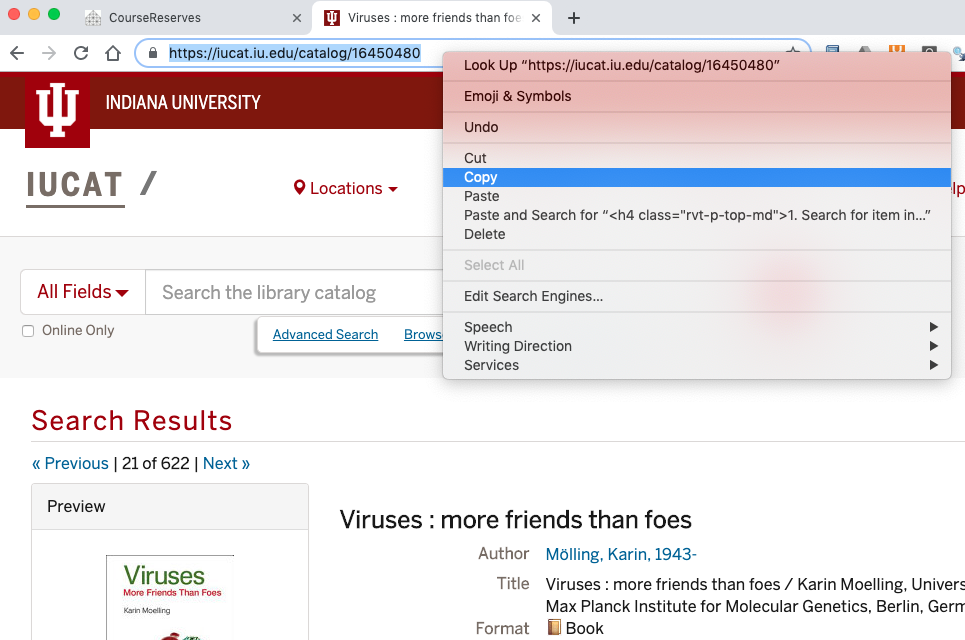 CourseReserves
Viruses : more friends than foe
https://iucat.iu.edu/catalog/16450480
Look Up “https://iucat.iu.edu/catalog/16450480”
Emoji & Symbols
Undo
Cut
Copy
Paste
Paste and Search for “<h4 class="rvt-p-top-md">1. Search for item in...”
Delete
Select All
Edit Search Engines...
Speech
Writing Direction
Services
INDIANA UNIVERSITY
IUCAT /
Locations
elp
All Fields
Search the library catalog
Online Only
Advanced Search
Brows
Search Results
« Previous | 21 of 622 | Next »
Preview
Viruses
More Friends Than Foes
Karin Moelling
Viruses : more friends than foes
Author Mölling, Karin, 1943-
Title Viruses : more friends than foes / Karin Moelling, Univers
Max Planck Institute for Molecular Genetics, Berlin, Germ
Format Book